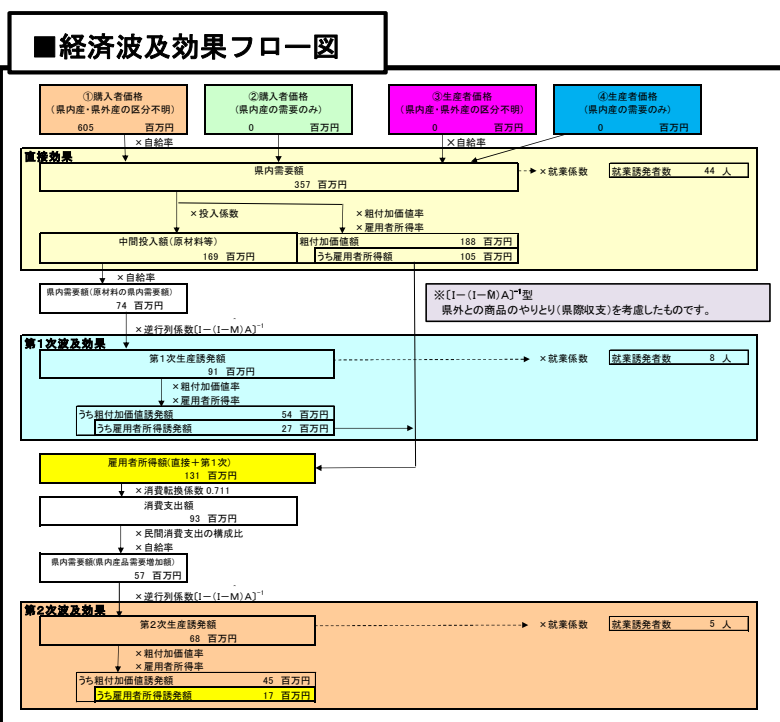 ■経済波及効果フロー図
①購入者価格
（県内産・県外産の区分不明）
605 百万円
②購入者価格
（県内産の需要のみ）
0 百万円
③生産者価格
（県内産・県外産の区分不明）
0 百万円
④生産者価格
（県内産の需要のみ）
0 百万円
×自給率
×自給率
直接効果
県内需要額
357 百万円
×就業係数
就業誘発者数 44 人
×投入係数
×粗付加価値率
×雇用者所得率
中間投入額（原材料等）
169 百万円
粗付加価値額 188 百万円
うち雇用者所得額 105 百万円
×自給率
県内需要額（原材料の県内需要額）
74 百万円
※[I－(I－M̂)A]⁻¹型
県外との商品のやりとり（県際収支）を考慮したものです。
×逆行列係数[I－(I－M)A]⁻¹
第1次波及効果
第1次生産誘発額
91 百万円
×就業係数
就業誘発者数 8 人
×粗付加価値率
×雇用者所得率
うち粗付加価値誘発額 54 百万円
うち雇用者所得誘発額 27 百万円
雇用者所得額（直接＋第1次）
131 百万円
×消費転換係数 0.711
消費支出額
93 百万円
×民間消費支出の構成比
×自給率
県内需要額(県内産品需要増加額)
57 百万円
×逆行列係数[I－(I－M)A]⁻¹
第2次波及効果
第2次生産誘発額
68 百万円
×就業係数
就業誘発者数 5 人
×粗付加価値率
×雇用者所得率
うち粗付加価値誘発額 45 百万円
うち雇用者所得誘発額 17 百万円